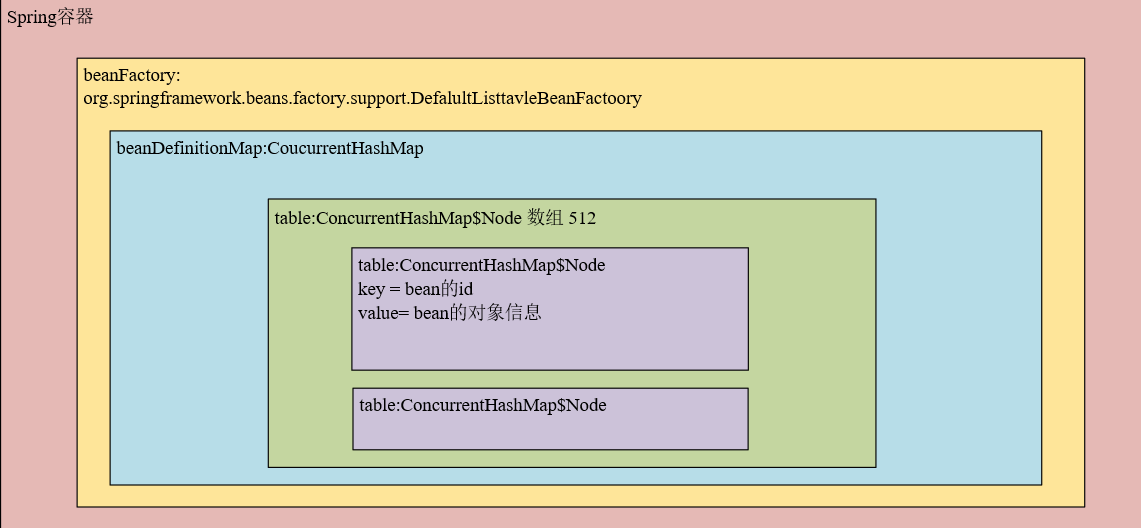 Spring容器
beanFactory:
org.springframework.beans.factory.support.DefalultListtavleBeanFactoory
beanDefinitionMap:CoucurrentHashMap
table:ConcurrentHashMap$Node 数组 512
table:ConcurrentHashMap$Node
key = bean的id
value= bean的对象信息
table:ConcurrentHashMap$Node